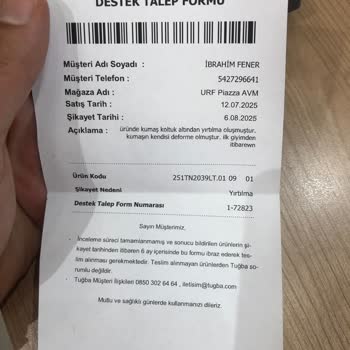 DESTEK TALEP FORMU
Müşteri Adı Soyadı : İBRAHİM FENER
Müşteri Telefon : 5427296641
Mağaza Adı : URF Piazza AVM
Satış Tarih : 12.07.2025
Şikayet Tarihi : 6.08.2025
Açıklama : üründe kumaş koltuk altından yırtılma oluşmuştur.
kumaşın kendisi deforme elmuştur. ilk giyimden
itibarewn
Ürün Kodu 251TN2039LT.01 09 01
Şikayet Nedeni Yırtılma
Destek Talep Form Numarası 1-72823
Sayın Müşterimiz,
· İnceleme süreci tamamlanmamış ve sonucu bildirilen ürünlerin şi-
kayet tarihinden itibaren 6 ay içerisinde bu formu ibraz ederek tes-
lim alınması gerekmektedir. Teslim alınmayan ürünlerden Tuğba so-
rumlu değildir.
· Tuğba Müşteri İlişkileri 0850 302 64 64 , iletisim@tugba.com
Mutlu ve sağlıklı günlerde kullanmanızı dileriz.